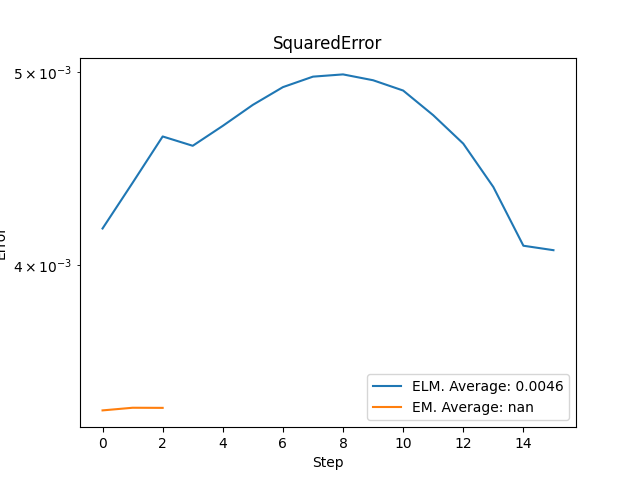 SquaredError
5 × 10⁻³
4 × 10⁻³
Error
ELM. Average: 0.0046
EM. Average: nan
0 2 4 6 8 10 12 14
Step